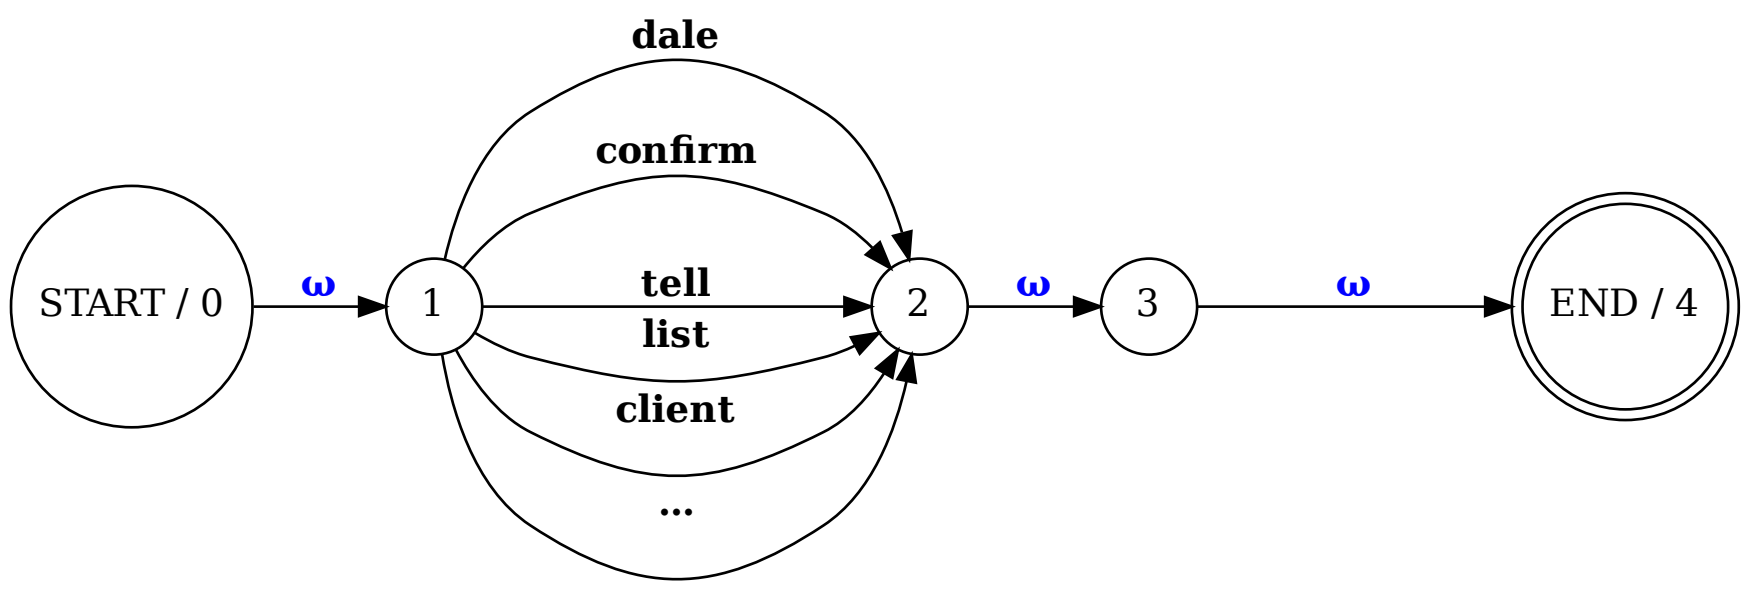 dale
confirm
tell
list
client
...
START / 0
ω
1
2
ω
3
ω
END / 4